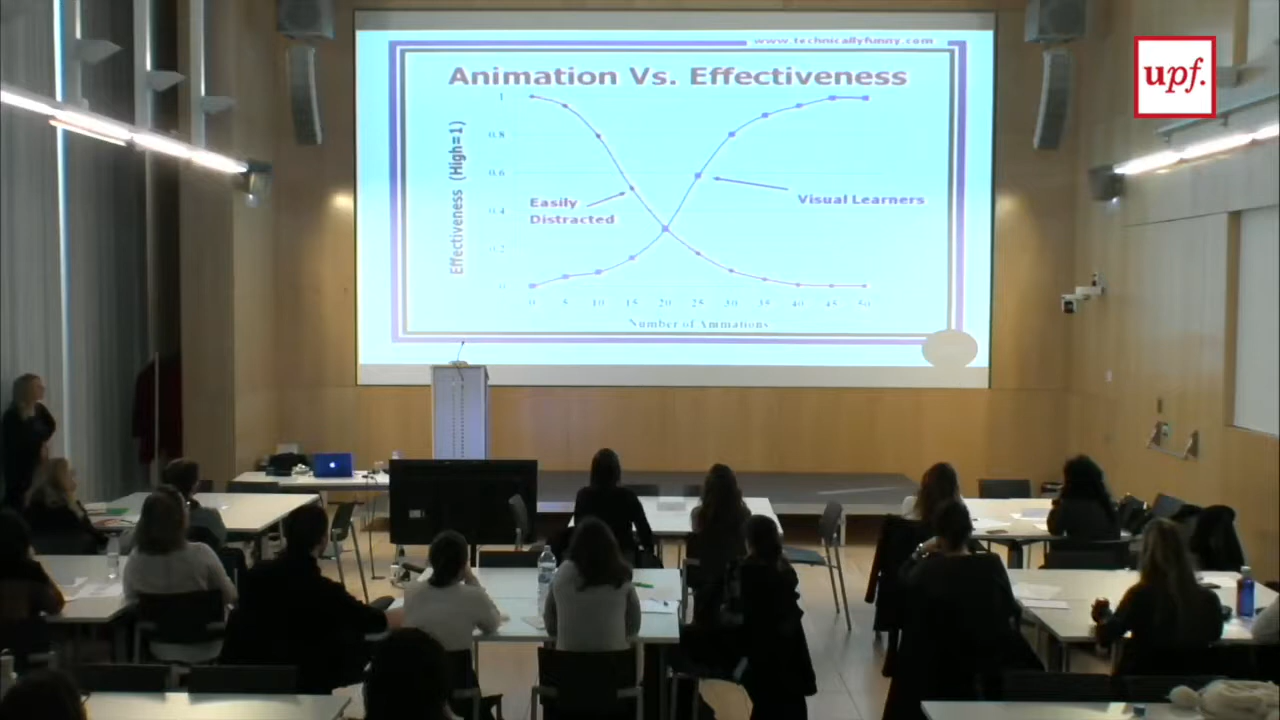 www.technicallyfunny.com
upf.
Animation Vs. Effectiveness
Effectiveness (High=1)
1
0.8
0.6
0.4
0.2
0
Easily
Distracted
Visual Learners
0 5 10 15 20 25 30 35 40 45 50
Number of Animations